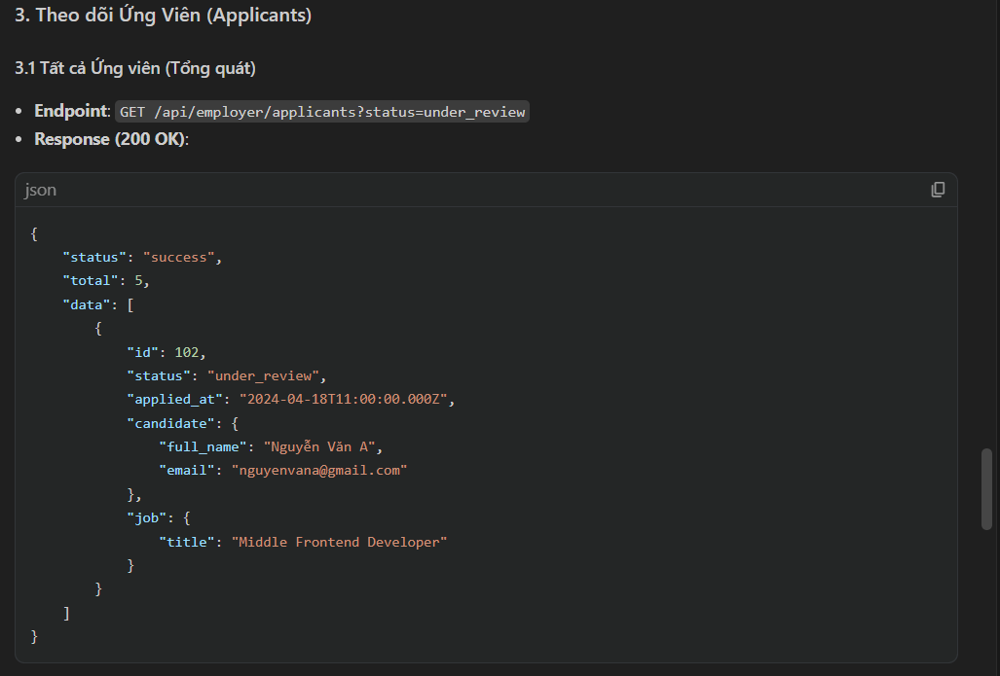 3. Theo dõi Ứng Viên (Applicants)
3.1 Tất cả Ứng viên (Tổng quát)
• Endpoint: GET /api/employer/applicants?status=under_review
• Response (200 OK):
json
{
    "status": "success",
    "total": 5,
    "data": [
        {
            "id": 102,
            "status": "under_review",
            "applied_at": "2024-04-18T11:00:00.000Z",
            "candidate": {
                "full_name": "Nguyễn Văn A",
                "email": "nguyenvana@gmail.com"
            },
            "job": {
                "title": "Middle Frontend Developer"
            }
        }
    ]
}